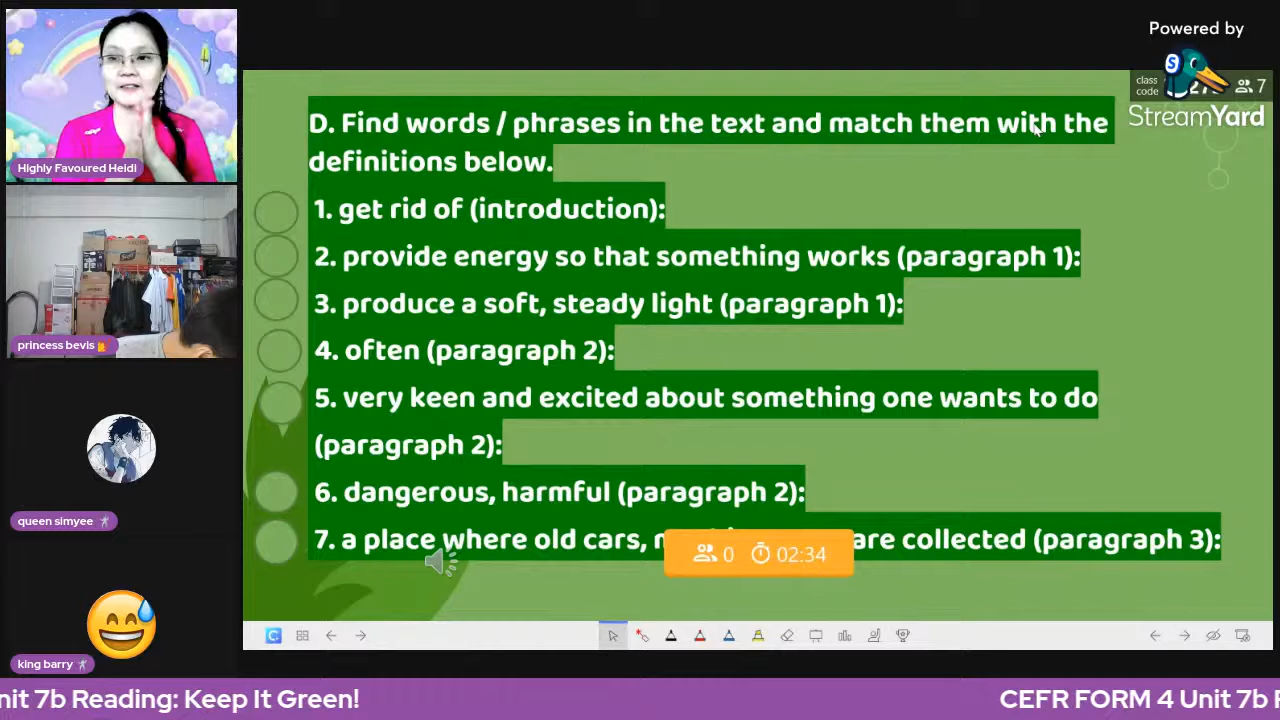 Powered by
StreamYard
class
code
7
Highly Favoured Heidi
princess bevis
queen simyee
king barry
D. Find words / phrases in the text and match them with the
definitions below.
1. get rid of (introduction):
2. provide energy so that something works (paragraph 1):
3. produce a soft, steady light (paragraph 1):
4. often (paragraph 2):
5. very keen and excited about something one wants to do
(paragraph 2):
6. dangerous, harmful (paragraph 2):
7. a place where old cars, are collected (paragraph 3):
0 02:34
nit 7b Reading: Keep It Green!
CEFR FORM 4 Unit 7b